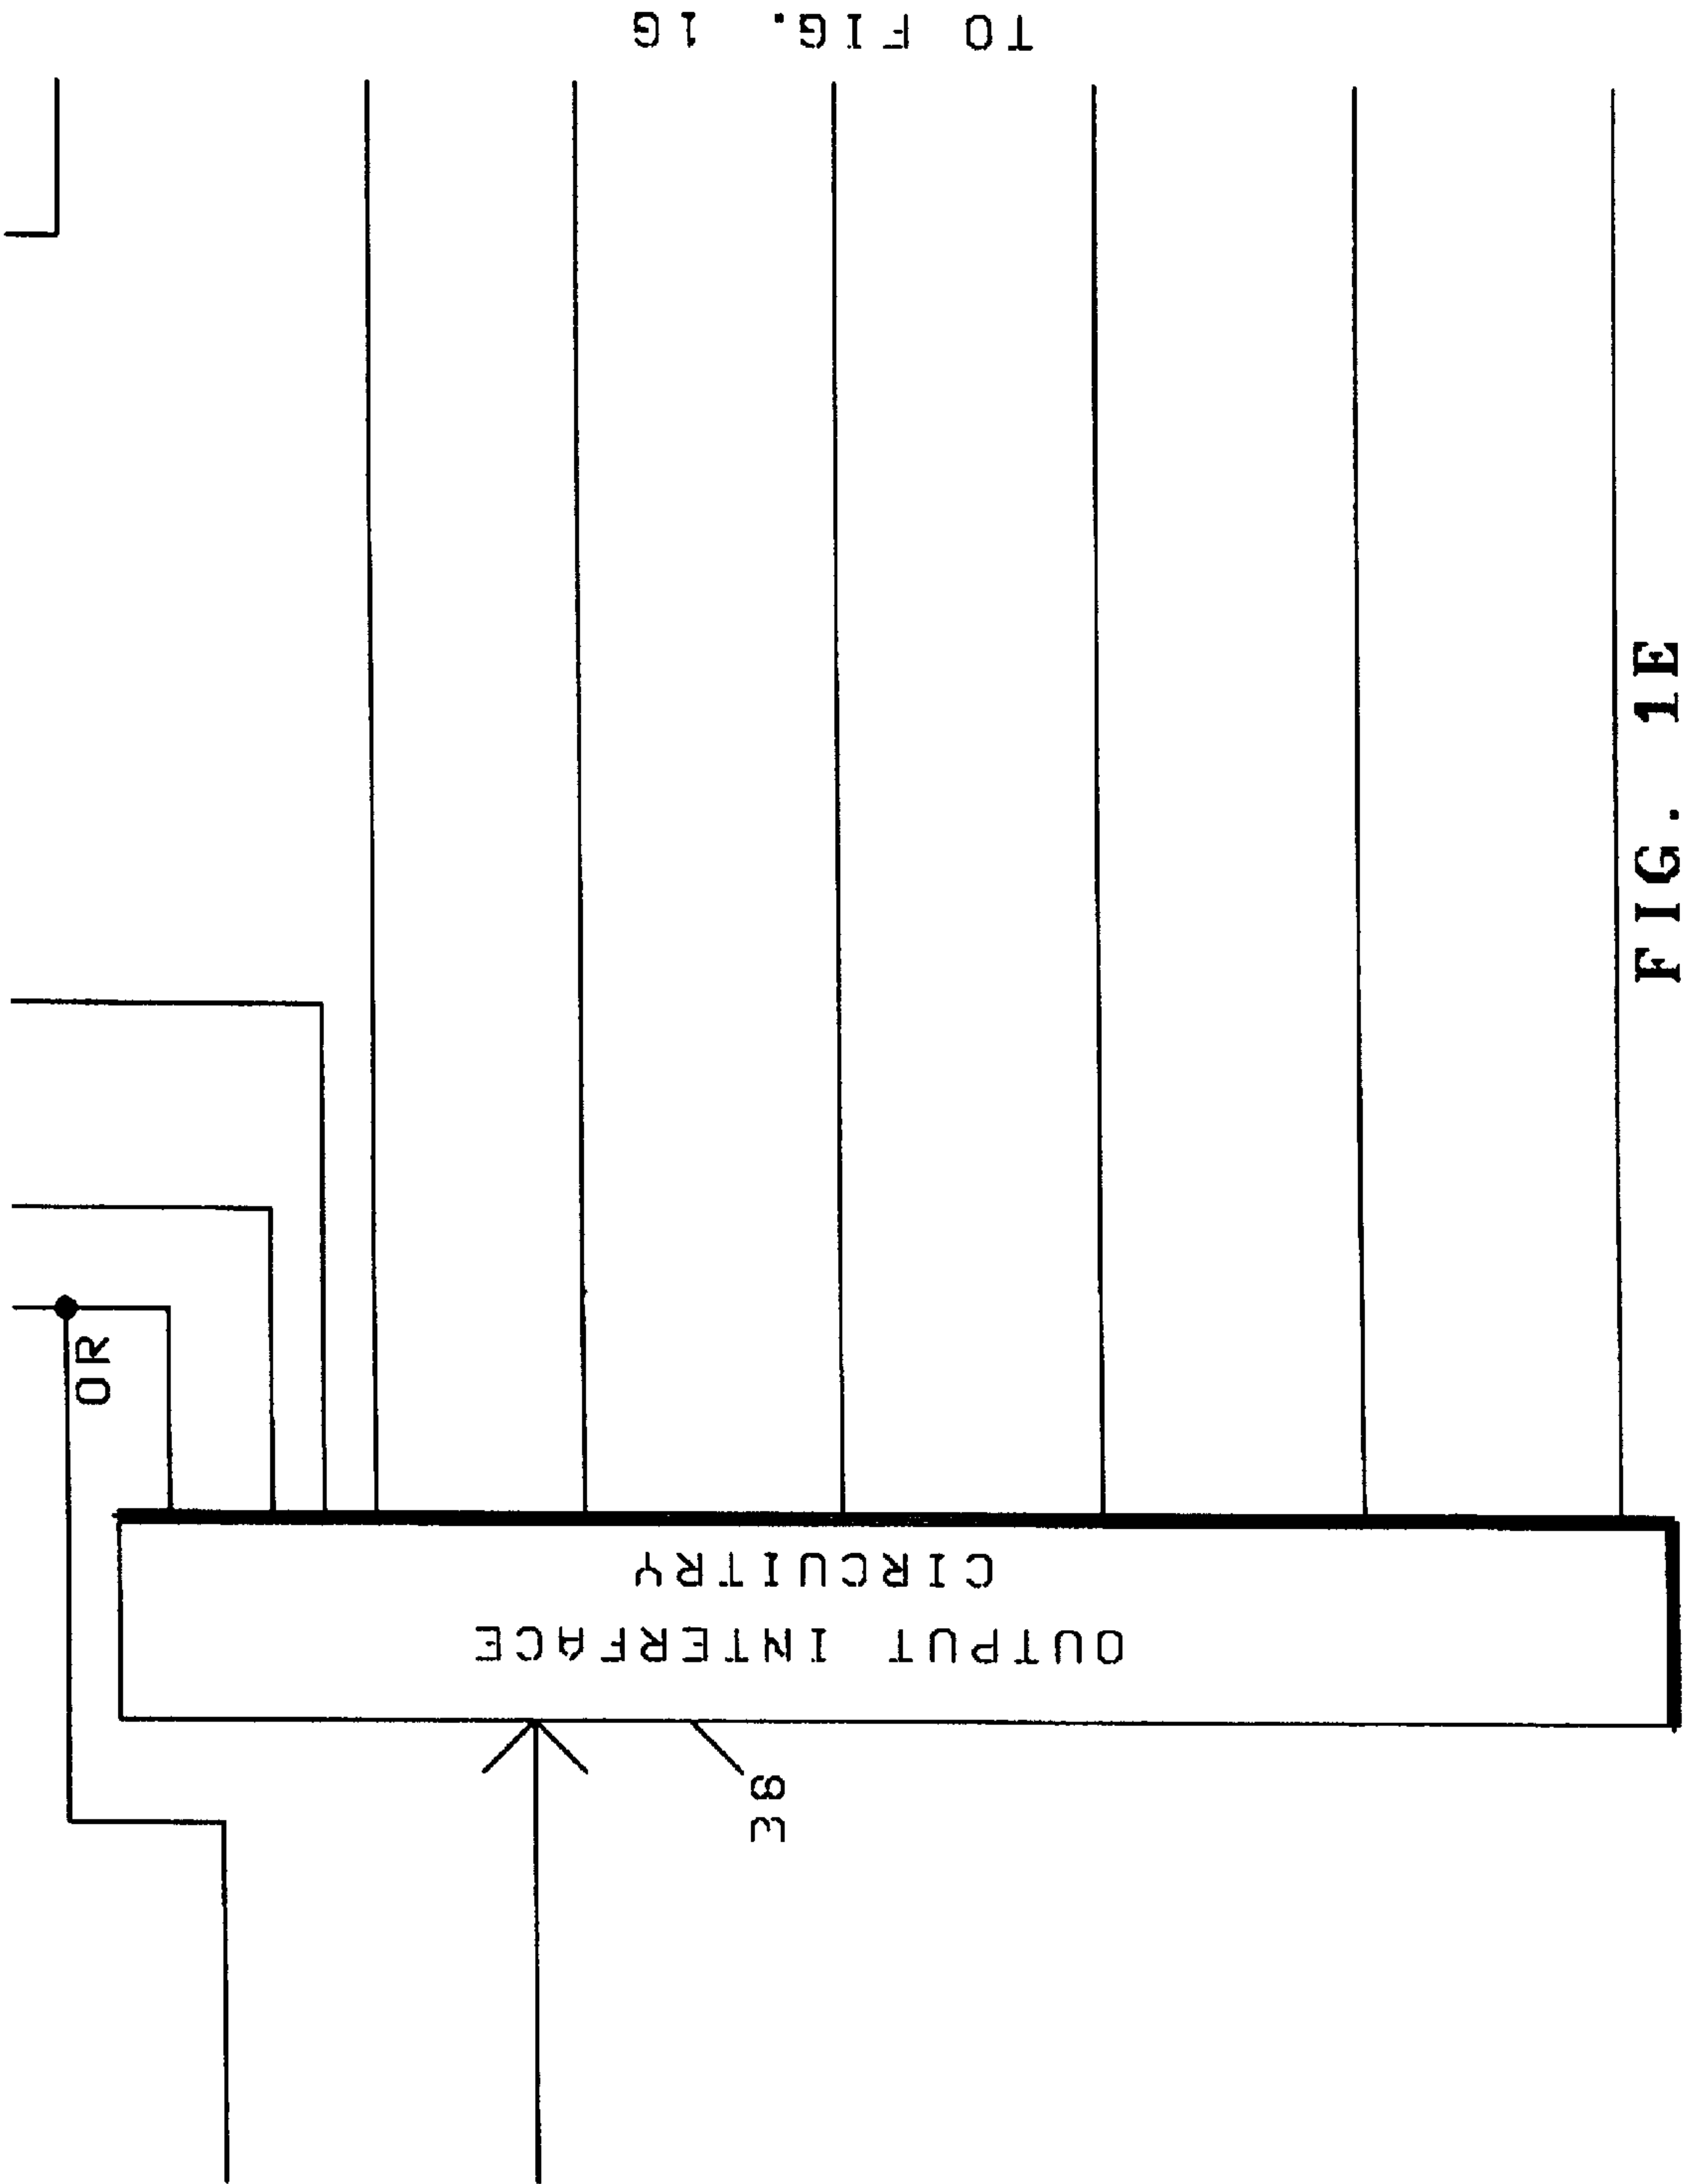 TO FIG. 1G
OR
OUTPUT INTERFACE
CIRCUITRY
38
FIG. 1E